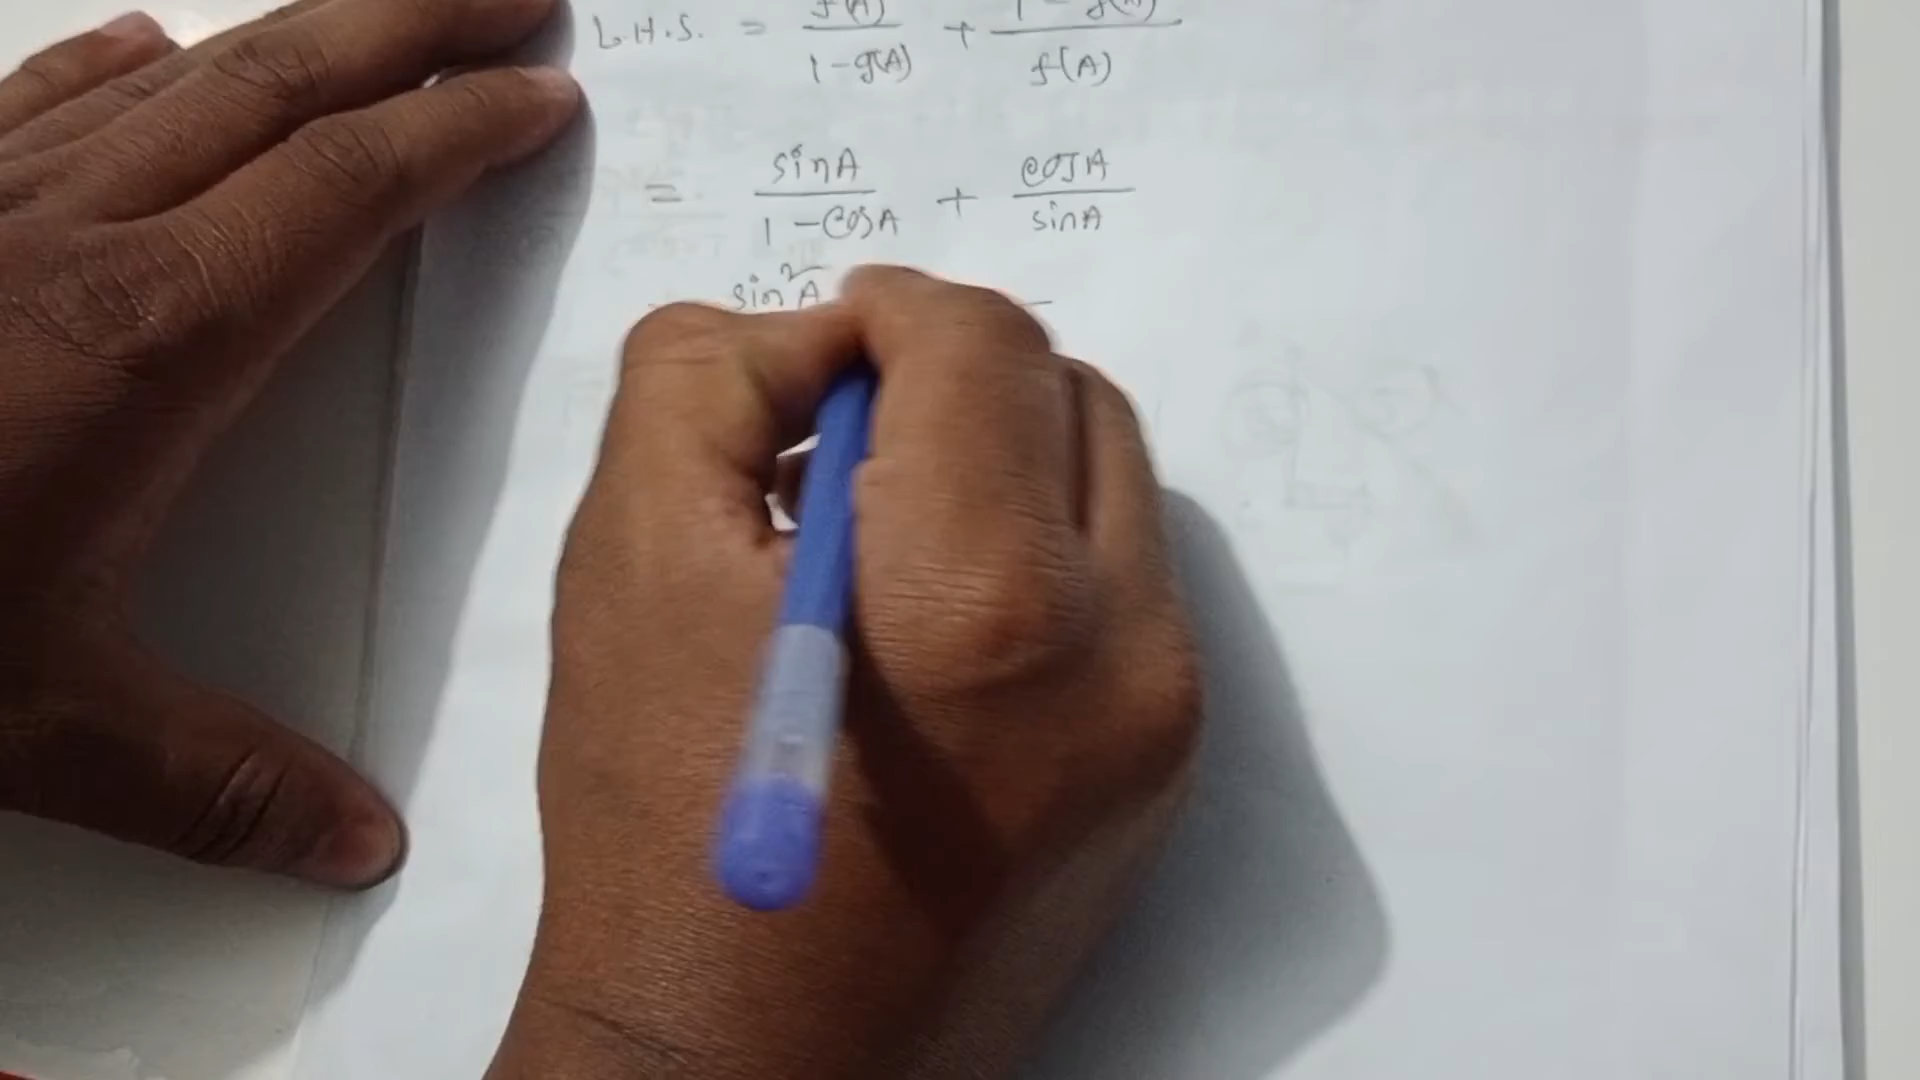 L.H.S. = f(A)/1-g(A) + 1-g(A)/f(A)
= sinA/1-cosA + cosA/sinA
sin²A